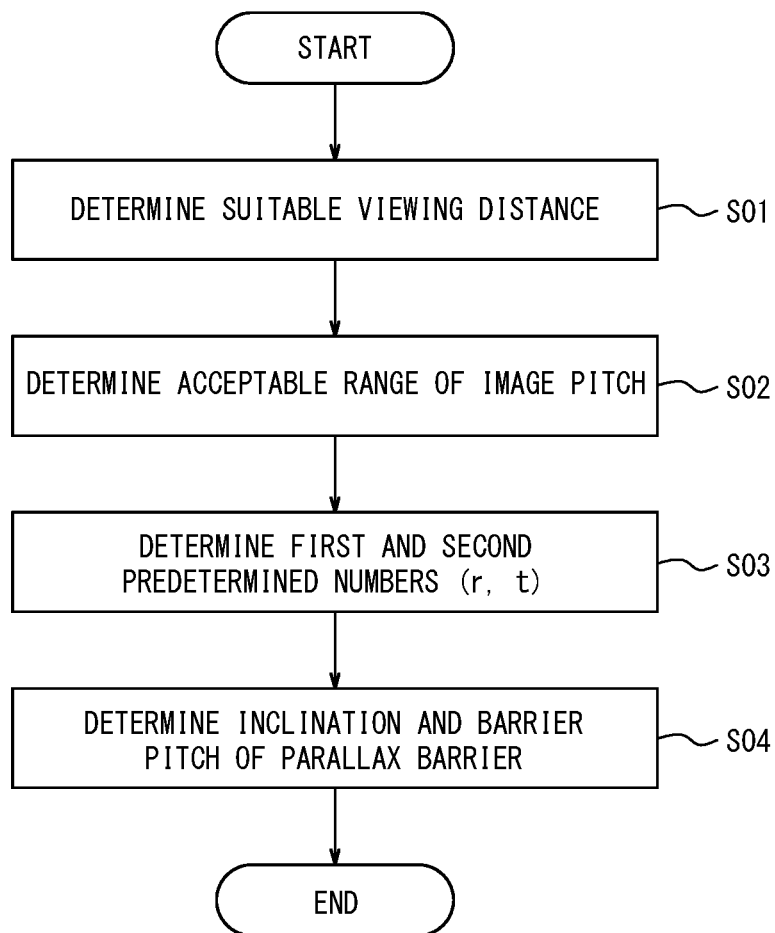 START
DETERMINE SUITABLE VIEWING DISTANCE
S01
DETERMINE ACCEPTABLE RANGE OF IMAGE PITCH
S02
DETERMINE FIRST AND SECOND
PREDETERMINED NUMBERS (r, t)
S03
DETERMINE INCLINATION AND BARRIER
PITCH OF PARALLAX BARRIER
S04
END